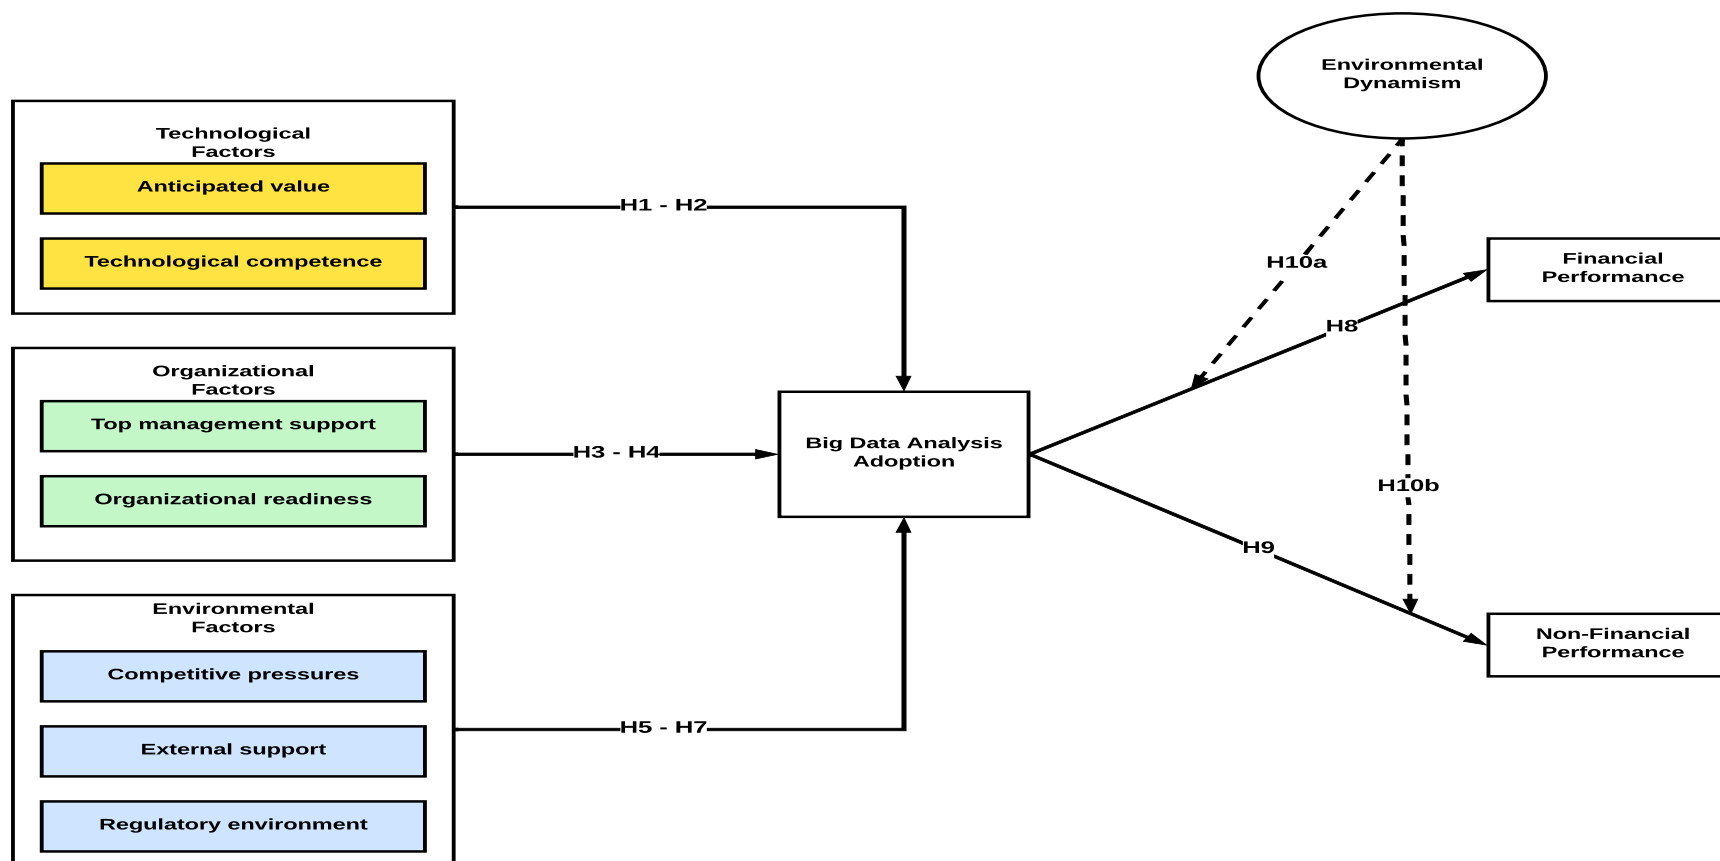 Environmental
Dynamism
Technological
Factors
Anticipated value
Technological competence
H1 - H2
H10a
Financial
Performance
H8
Organizational
Factors
Top management support
Organizational readiness
H3 - H4
Big Data Analysis
Adoption
H10b
H9
Environmental
Factors
Competitive pressures
External support
Regulatory environment
H5 - H7
Non-Financial
Performance